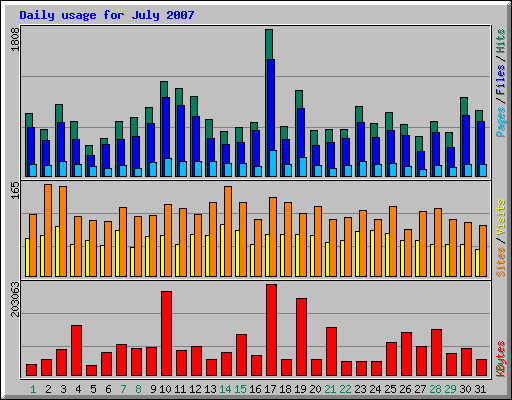 Daily usage for July 2007
1808
Pages / Files / Hits
165
Sites / Visits
203063
KBytes
1 2 3 4 5 6 7 8 9 10 11 12 13 14 15 16 17 18 19 20 21 22 23 24 25 26 27 28 29 30 31